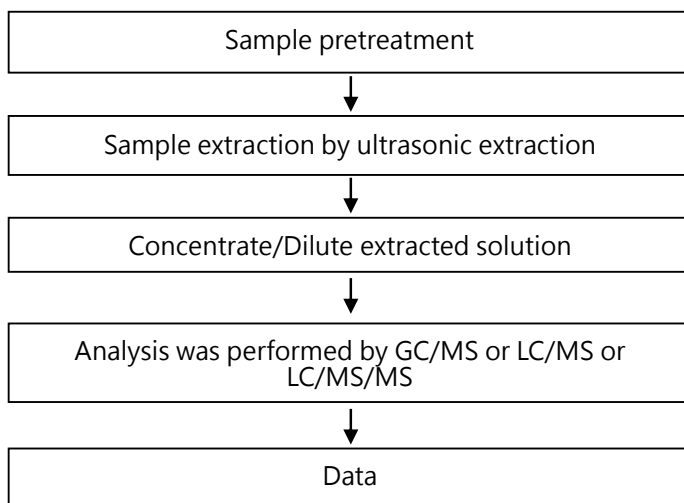 Sample pretreatment
Sample extraction by ultrasonic extraction
Concentrate/Dilute extracted solution
Analysis was performed by GC/MS or LC/MS or
LC/MS/MS
Data